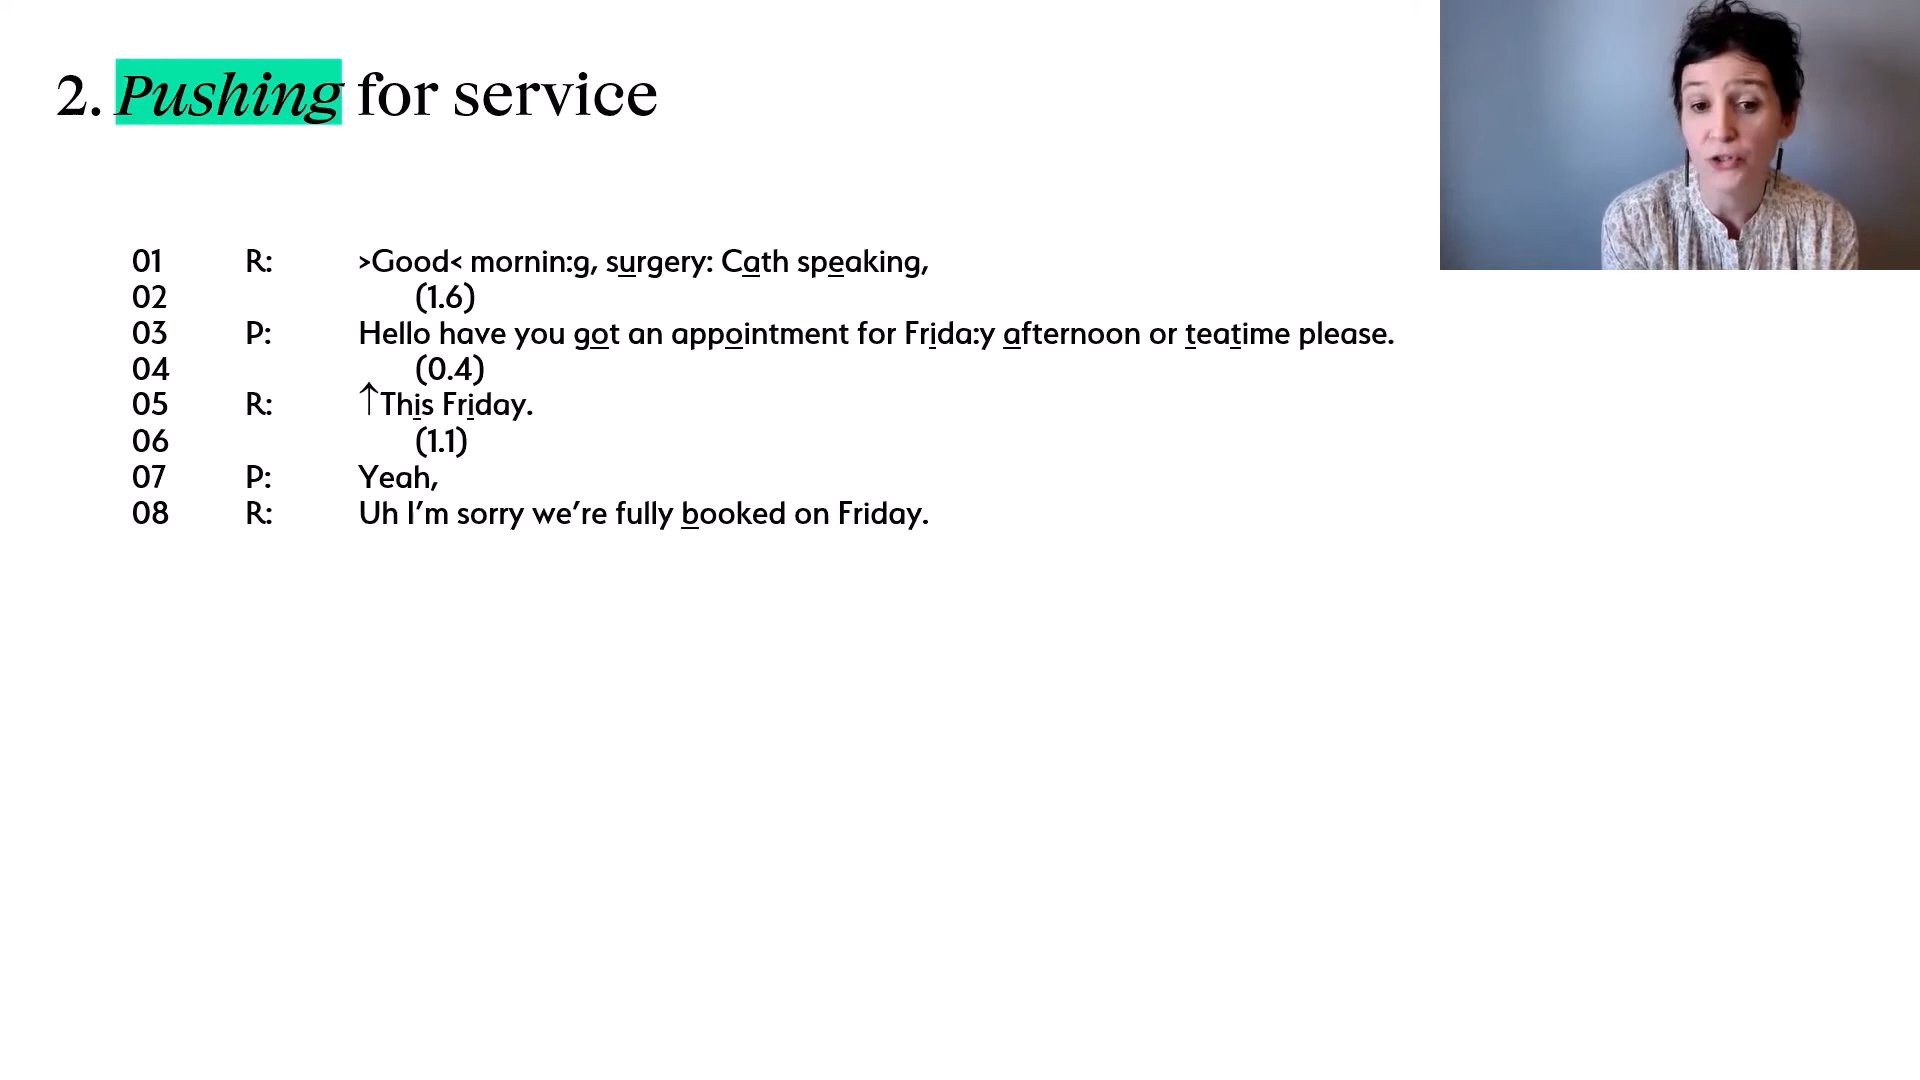 2. Pushing for service
01 R: >Good< mornin:g, surgery: Cath speaking,
02 (1.6)
03 P: Hello have you got an appointment for Frida:y afternoon or teatime please.
04 (0.4)
05 R: ↑This Friday.
06 (1.1)
07 P: Yeah,
08 R: Uh I’m sorry we’re fully booked on Friday.